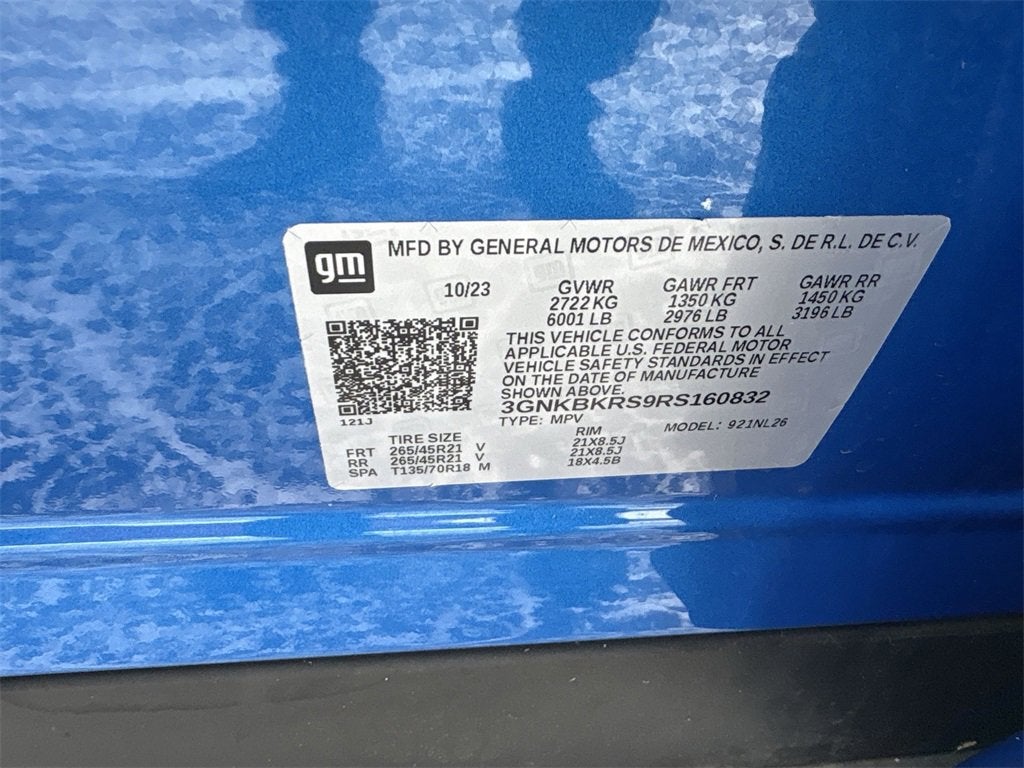 gm
MFD BY GENERAL MOTORS DE MEXICO, S. DE R.L. DE C.V.
10/23
GVWR GAWR FRT GAWR RR
2722 KG 1350 KG 1450 KG
6001 LB 2976 LB 3196 LB
THIS VEHICLE CONFORMS TO ALL
APPLICABLE U.S. FEDERAL MOTOR
VEHICLE SAFETY STANDARDS IN EFFECT
ON THE DATE OF MANUFACTURE
SHOWN ABOVE.
3GNKBKRS9RS160832
121J
TYPE: MPV MODEL: 921NL26
TIRE SIZE RIM
FRT 265/45R21 V 21X8.5J
RR 265/45R21 V 21X8.5J
SPA T135/70R18 M 18X4.5B